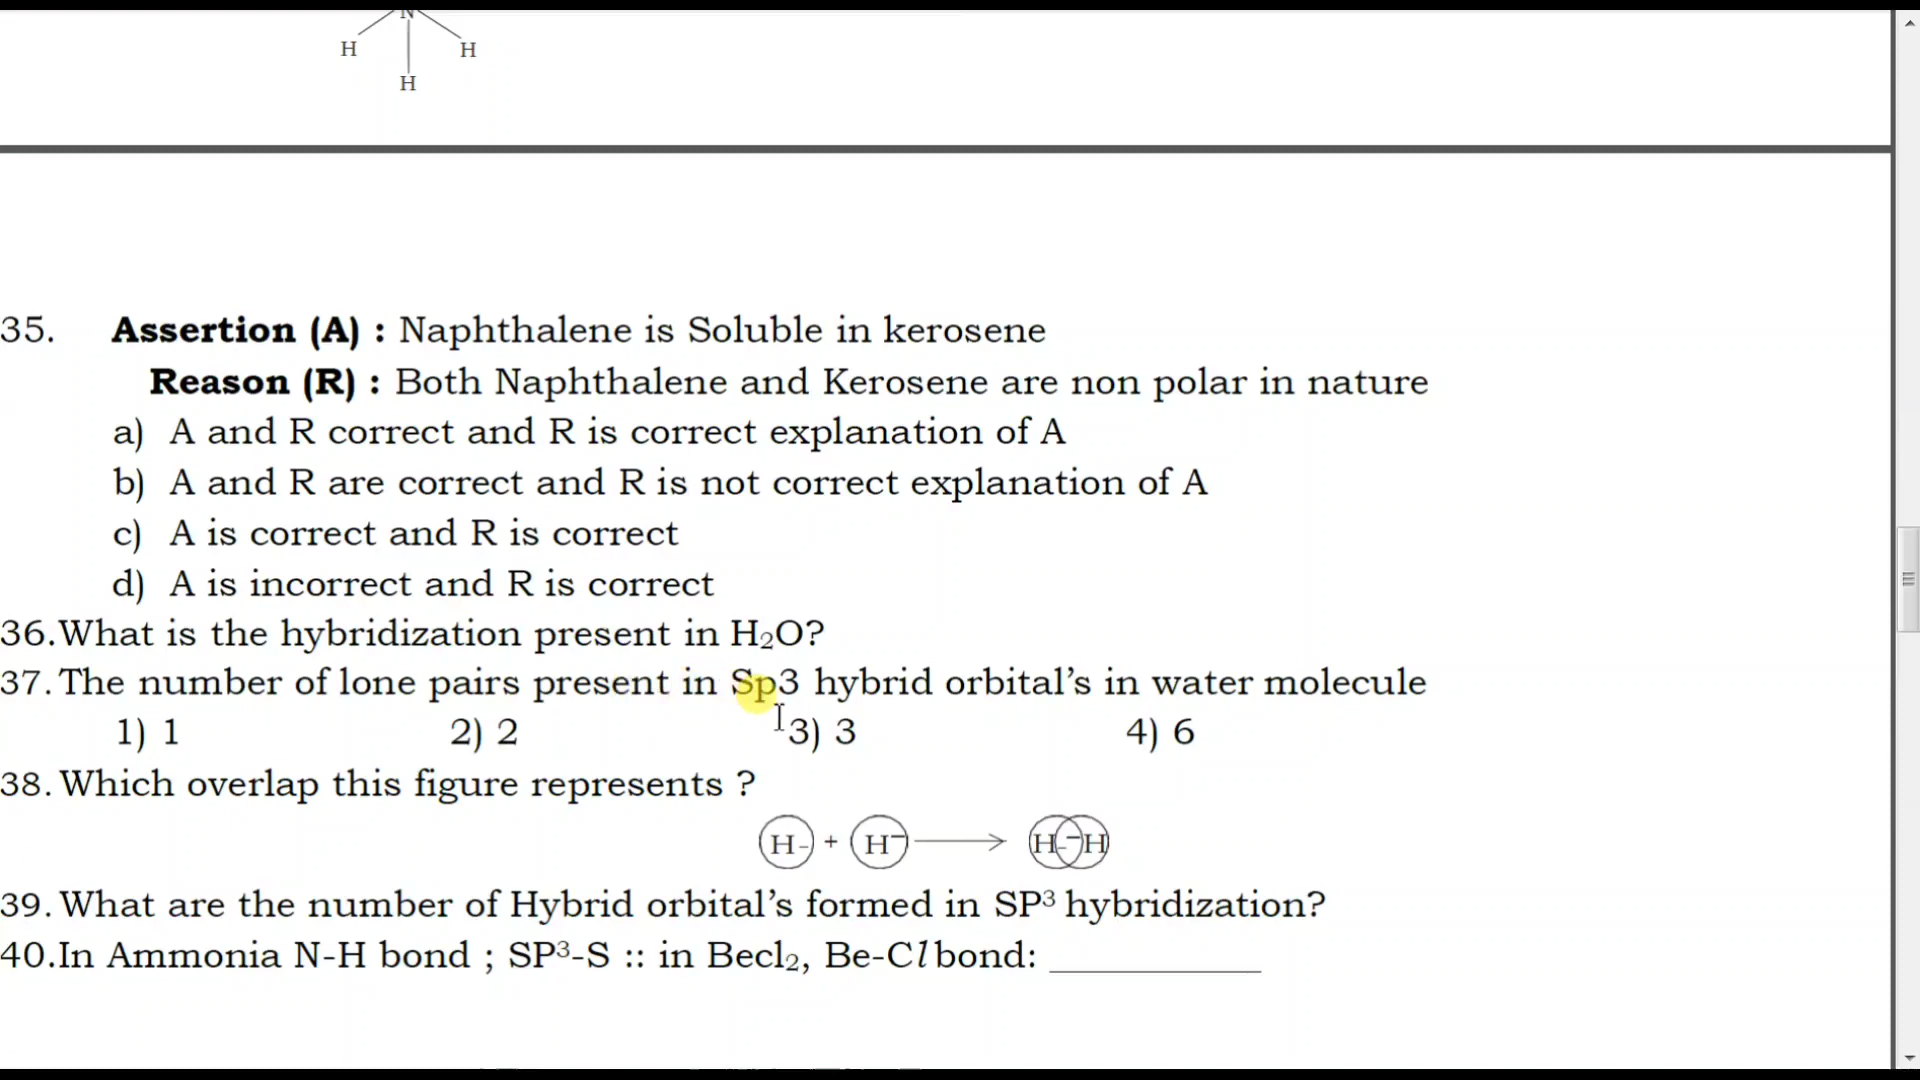 N
H H
H
35. Assertion (A) : Naphthalene is Soluble in kerosene
Reason (R) : Both Naphthalene and Kerosene are non polar in nature
a) A and R correct and R is correct explanation of A
b) A and R are correct and R is not correct explanation of A
c) A is correct and R is correct
d) A is incorrect and R is correct
36.What is the hybridization present in H₂O?
37.The number of lone pairs present in Sp3 hybrid orbital’s in water molecule
1) 1 2) 2 3) 3 4) 6
38. Which overlap this figure represents ?
H- + H⁻ → H-⁻H
39. What are the number of Hybrid orbital’s formed in SP³ hybridization?
40.In Ammonia N-H bond ; SP³-S :: in Becl₂, Be-Cl bond: ____________